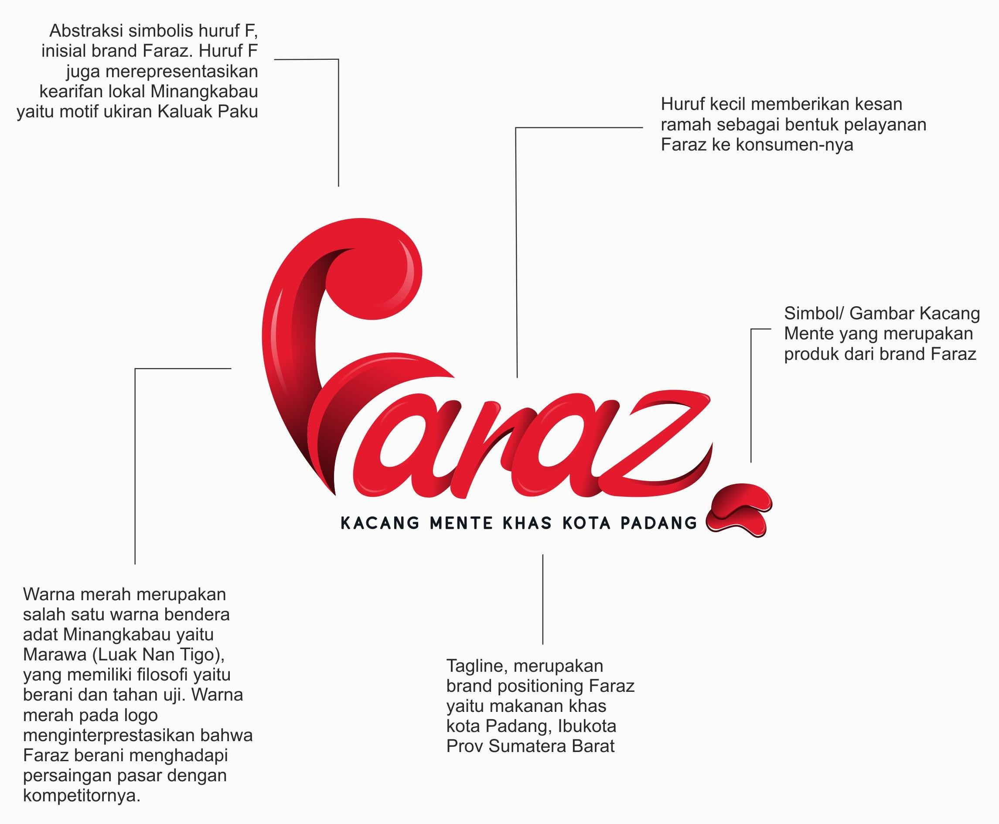 Abstraksi simbolis huruf F,
inisial brand Faraz. Huruf F
juga merepresentasikan
kearifan lokal Minangkabau
yaitu motif ukiran Kaluak Paku
Huruf kecil memberikan kesan
ramah sebagai bentuk pelayanan
Faraz ke konsumen-nya
Simbol/ Gambar Kacang
Mente yang merupakan
produk dari brand Faraz
Faraz
KACANG MENTE KHAS KOTA PADANG
Warna merah merupakan
salah satu warna bendera
adat Minangkabau yaitu
Marawa (Luak Nan Tigo),
yang memiliki filosofi yaitu
berani dan tahan uji. Warna
merah pada logo
menginterprestasikan bahwa
Faraz berani menghadapi
persaingan pasar dengan
kompetitornya.
Tagline, merupakan
brand positioning Faraz
yaitu makanan khas
kota Padang, Ibukota
Prov Sumatera Barat